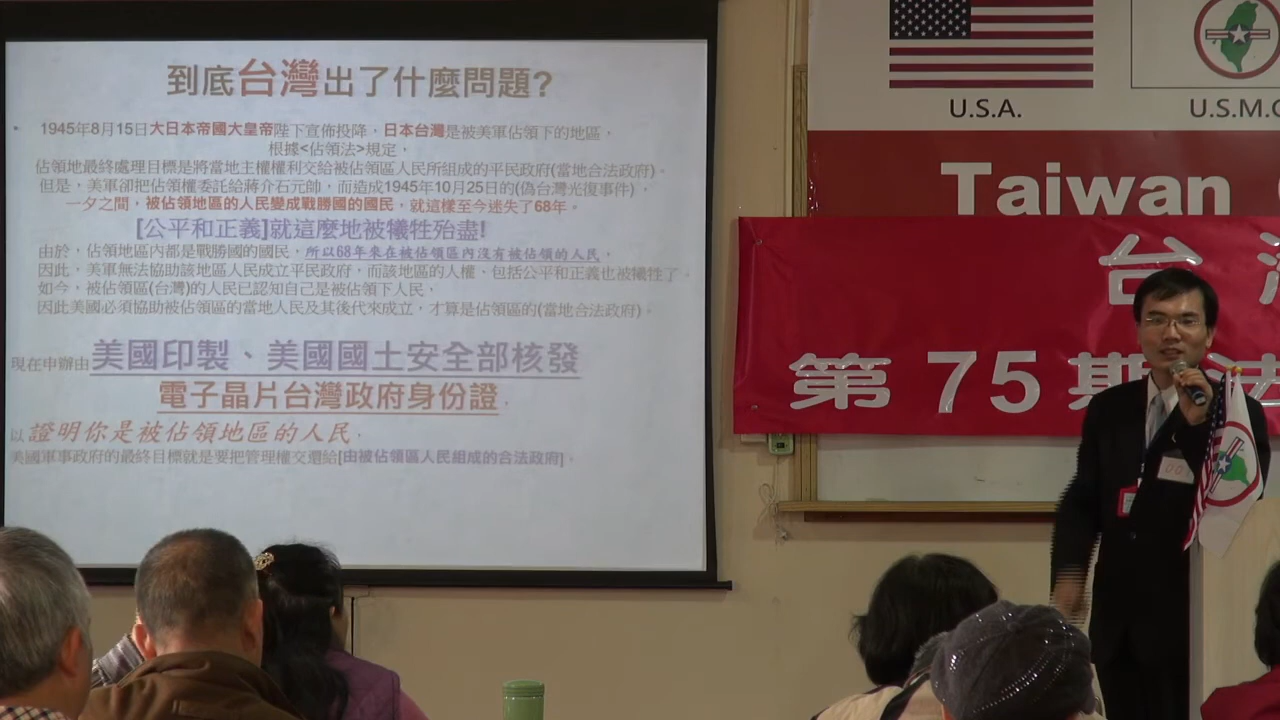 到底台灣出了什麼問題?
• 1945年8月15日大日本帝國大皇帝陛下宣佈投降，日本台灣是被美軍佔領下的地區，
根據<佔領法>規定，
佔領地最終處理目標是將當地主權權利交給被佔領區人民所組成的平民政府(當地合法政府)。
但是，美軍卻把佔領權委託給蔣介石元帥，而造成1945年10月25日的(偽台灣光復事件)，
一夕之間，被佔領地區的人民變成戰勝國的國民，就這樣至今迷失了68年。
[公平和正義]就這麼地被犧牲殆盡!
由於，佔領地區內都是戰勝國的國民，所以68年來在被佔領區內沒有被佔領的人民，
因此，美軍無法協助該地區人民成立平民政府，而該地區的人權、包括公平和正義也被犧牲了。
如今，被佔領區(台灣)的人民已認知自己是被佔領下人民，
因此美國必須協助被佔領區的當地人民及其後代來成立，才算是佔領區的(當地合法政府)。
現在申辦由美國印製、美國國土安全部核發
電子晶片台灣政府身份證，
以證明你是被佔領地區的人民，
美國軍事政府的最終目標就是要把管理權交還給[由被佔領區人民組成的合法政府]。
U.S.A.
U.S.M.
Taiwan
台
第 75 期 法